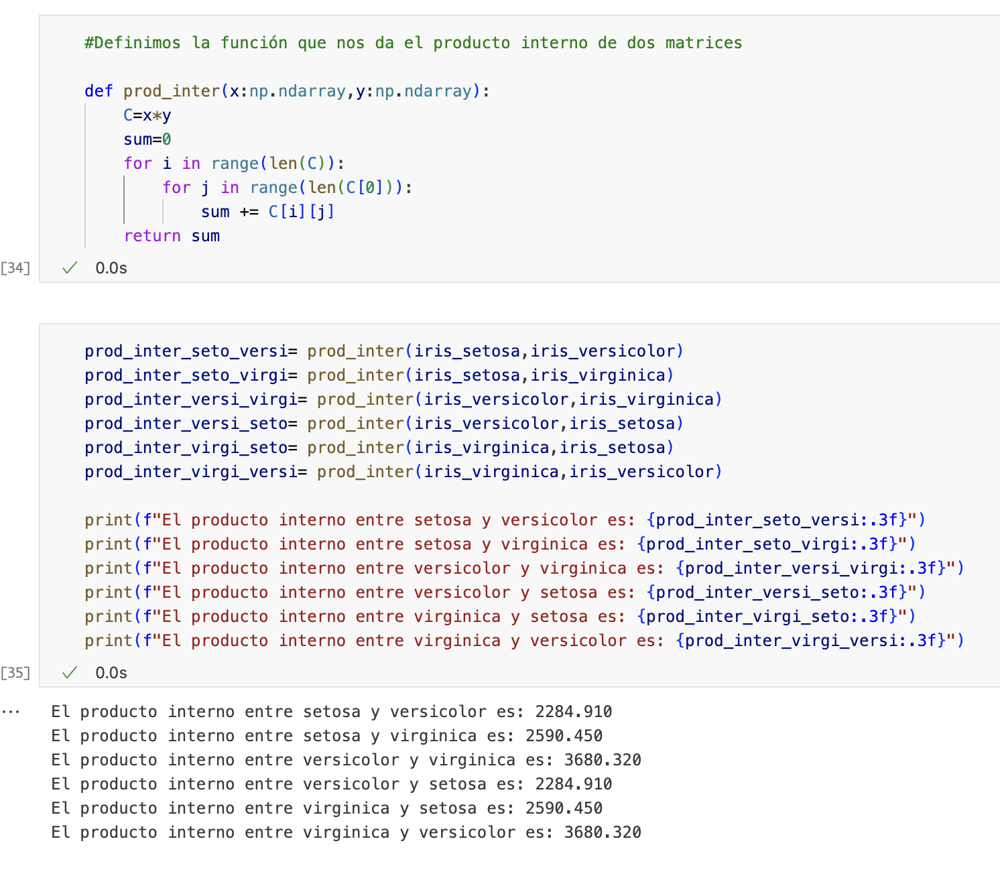 #Definimos la función que nos da el producto interno de dos matrices
def prod_inter(x:np.ndarray,y:np.ndarray):
    C=x*y
    sum=0
    for i in range(len(C)):
        for j in range(len(C[0])):
            sum += C[i][j]
    return sum
[34] ✓ 0.0s
prod_inter_seto_versi= prod_inter(iris_setosa,iris_versicolor)
prod_inter_seto_virgi= prod_inter(iris_setosa,iris_virginica)
prod_inter_versi_virgi= prod_inter(iris_versicolor,iris_virginica)
prod_inter_versi_seto= prod_inter(iris_versicolor,iris_setosa)
prod_inter_virgi_seto= prod_inter(iris_virginica,iris_setosa)
prod_inter_virgi_versi= prod_inter(iris_virginica,iris_versicolor)
print(f"El producto interno entre setosa y versicolor es: {prod_inter_seto_versi:.3f}")
print(f"El producto interno entre setosa y virginica es: {prod_inter_seto_virgi:.3f}")
print(f"El producto interno entre versicolor y virginica es: {prod_inter_versi_virgi:.3f}")
print(f"El producto interno entre versicolor y setosa es: {prod_inter_versi_seto:.3f}")
print(f"El producto interno entre virginica y setosa es: {prod_inter_virgi_seto:.3f}")
print(f"El producto interno entre virginica y versicolor es: {prod_inter_virgi_versi:.3f}")
[35] ✓ 0.0s
... El producto interno entre setosa y versicolor es: 2284.910
El producto interno entre setosa y virginica es: 2590.450
El producto interno entre versicolor y virginica es: 3680.320
El producto interno entre versicolor y setosa es: 2284.910
El producto interno entre virginica y setosa es: 2590.450
El producto interno entre virginica y versicolor es: 3680.320